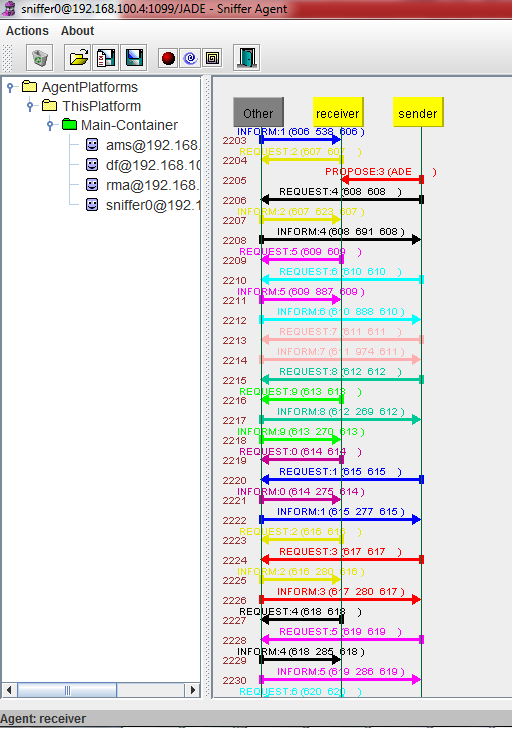 sniffer0@192.168.100.4:1099/JADE - Sniffer Agent
Actions About
AgentPlatforms
ThisPlatform
Main-Container
ams@192.168.
df@192.168.10
rma@192.168.
sniffer0@192.1
Other receiver sender
2203 INFORM:1 (606 538 606)
2204 REQUEST:2 (607 607 )
2205 PROPOSE:3 (ADE )
2206 REQUEST:4 (608 608 )
2207 INFORM:2 (607 623 607)
2208 INFORM:4 (608 691 608)
2209 REQUEST:5 (609 609 )
2210 REQUEST:6 (610 610 )
2211 INFORM:5 (609 887 609)
2212 INFORM:6 (610 888 610)
2213 REQUEST:7 (611 611 )
2214 INFORM:7 (611 974 611)
2215 REQUEST:8 (612 612 )
2216 REQUEST:9 (613 613 )
2217 INFORM:8 (612 269 612)
2218 INFORM:9 (613 270 613)
2219 REQUEST:0 (614 614 )
2220 REQUEST:1 (615 615 )
2221 INFORM:0 (614 275 614)
2222 INFORM:1 (615 277 615)
2223 REQUEST:2 (616 616 )
2224 REQUEST:3 (617 617 )
2225 INFORM:2 (616 280 616)
2226 INFORM:3 (617 280 617)
2227 REQUEST:4 (618 618 )
2228 REQUEST:5 (619 619 )
2229 INFORM:4 (618 285 618)
2230 INFORM:5 (619 286 619)
REQUEST:6 (620 620 )
Agent: receiver